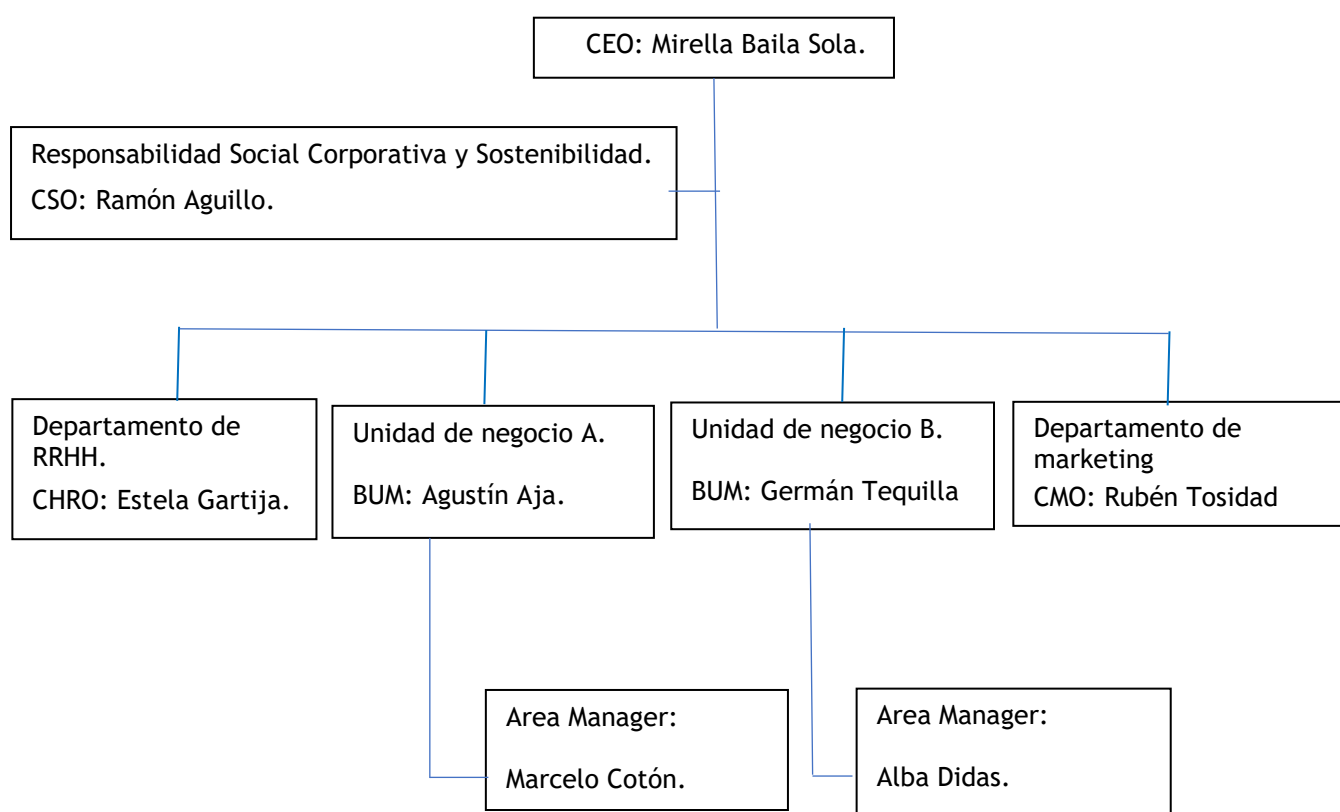 CEO: Mirella Baila Sola.
Responsabilidad Social Corporativa y Sostenibilidad.
CSO: Ramón Aguillo.
Departamento de
RRHH.
CHRO: Estela Gartija.
Unidad de negocio A.
BUM: Agustín Aja.
Unidad de negocio B.
BUM: Germán Tequilla
Departamento de
marketing
CMO: Rubén Tosidad
Area Manager:
Marcelo Cotón.
Area Manager:
Alba Didas.